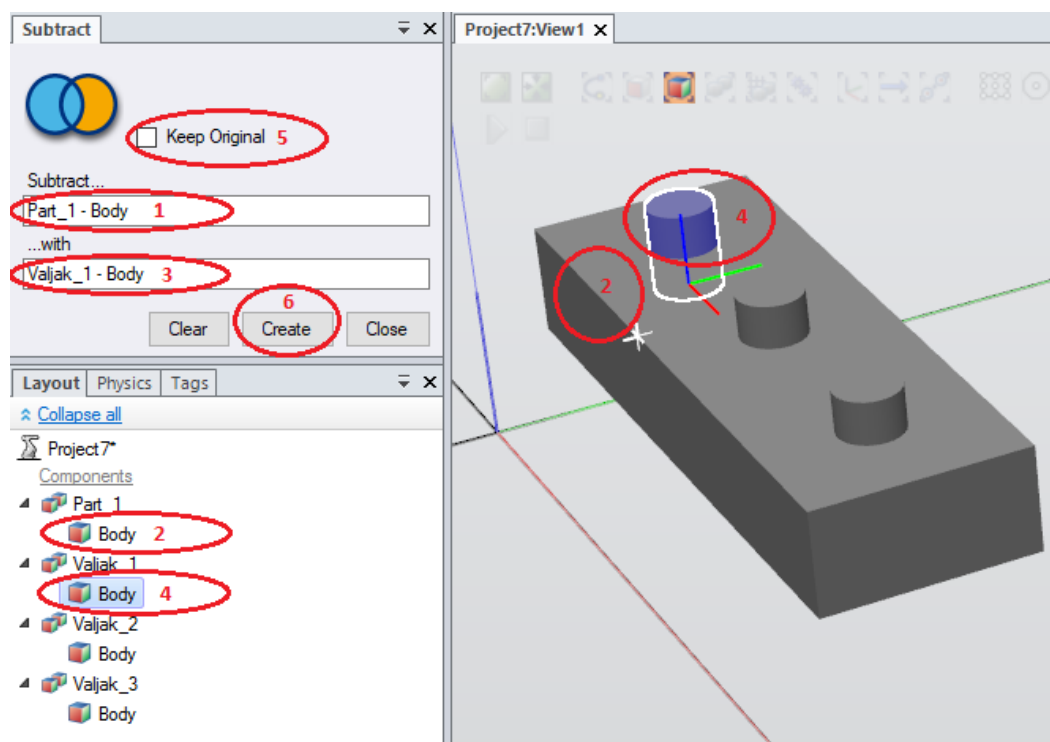 Subtract
Project7:View1
Keep Original 5
Subtract...
Part_1 - Body 1
...with
Valjak_1 - Body 3
6
Clear Create Close
4
2
Layout Physics Tags
Collapse all
Project7*
Components
Part_1
Body 2
Valjak_1
Body 4
Valjak_2
Body
Valjak_3
Body